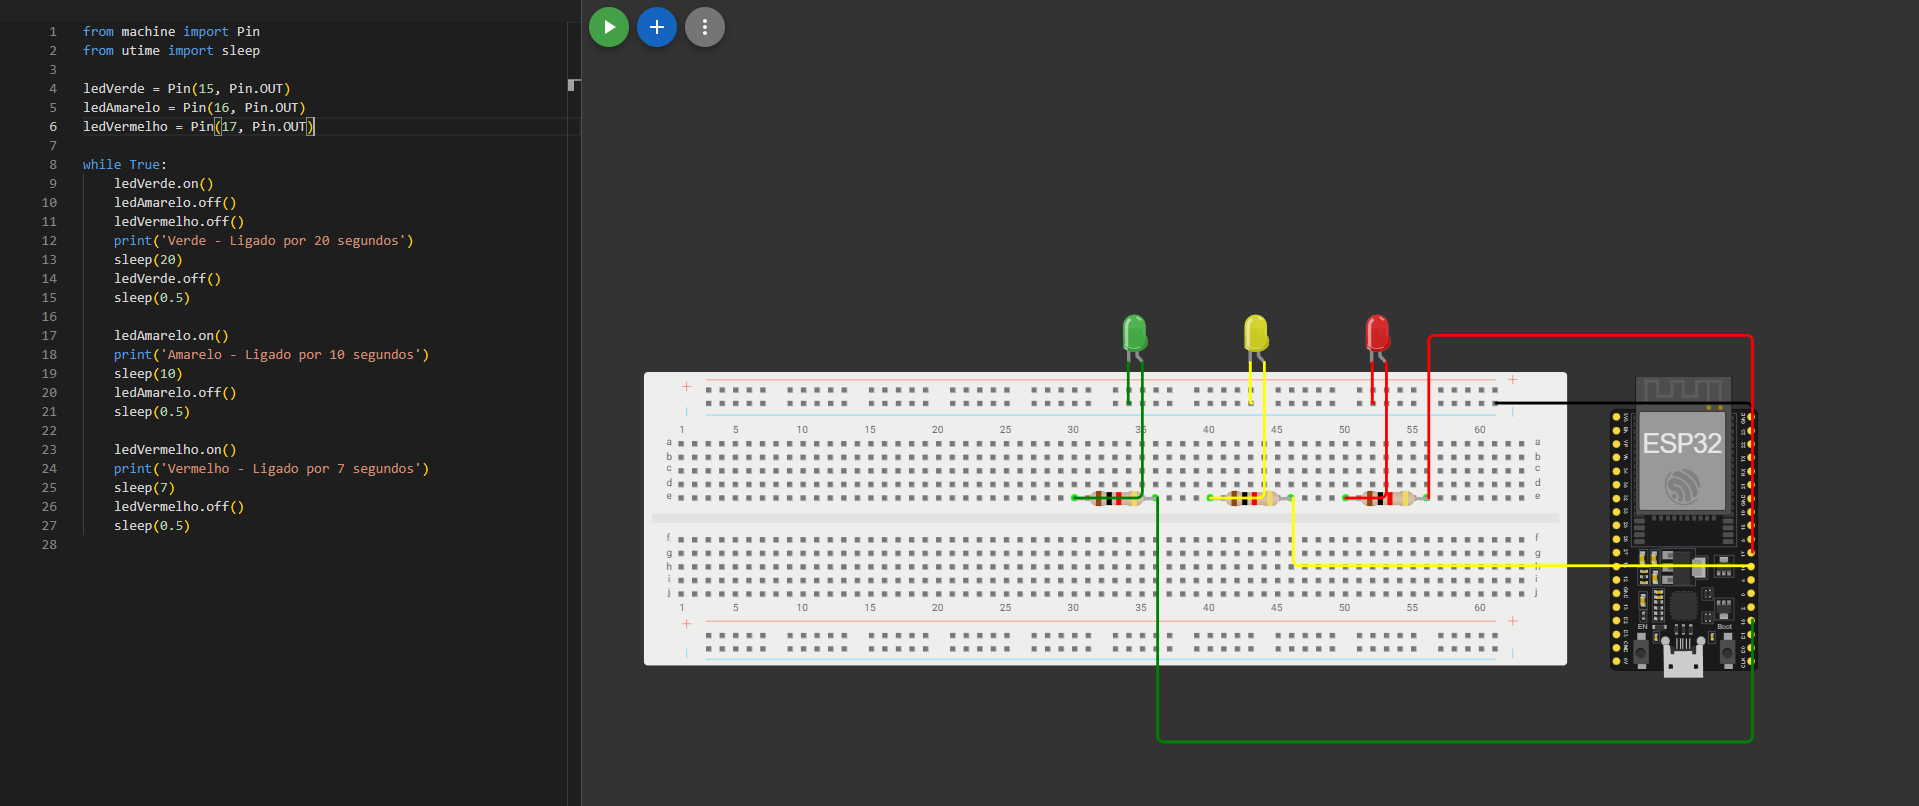 1 from machine import Pin
2 from utime import sleep
3
4 ledVerde = Pin(15, Pin.OUT)
5 ledAmarelo = Pin(16, Pin.OUT)
6 ledVermelho = Pin(17, Pin.OUT)
7
8 while True:
9 ledVerde.on()
10 ledAmarelo.off()
11 ledVermelho.off()
12 print('Verde - Ligado por 20 segundos')
13 sleep(20)
14 ledVerde.off()
15 sleep(0.5)
16
17 ledAmarelo.on()
18 print('Amarelo - Ligado por 10 segundos')
19 sleep(10)
20 ledAmarelo.off()
21 sleep(0.5)
22
23 ledVermelho.on()
24 print('Vermelho - Ligado por 7 segundos')
25 sleep(7)
26 ledVermelho.off()
27 sleep(0.5)
28
1 5 10 15 20 25 30 35 40 45 50 55 60
a a
b b
c c
d d
e e
f f
g g
h h
i i
j j
1 5 10 15 20 25 30 35 40 45 50 55 60
ESP32
EN Boot